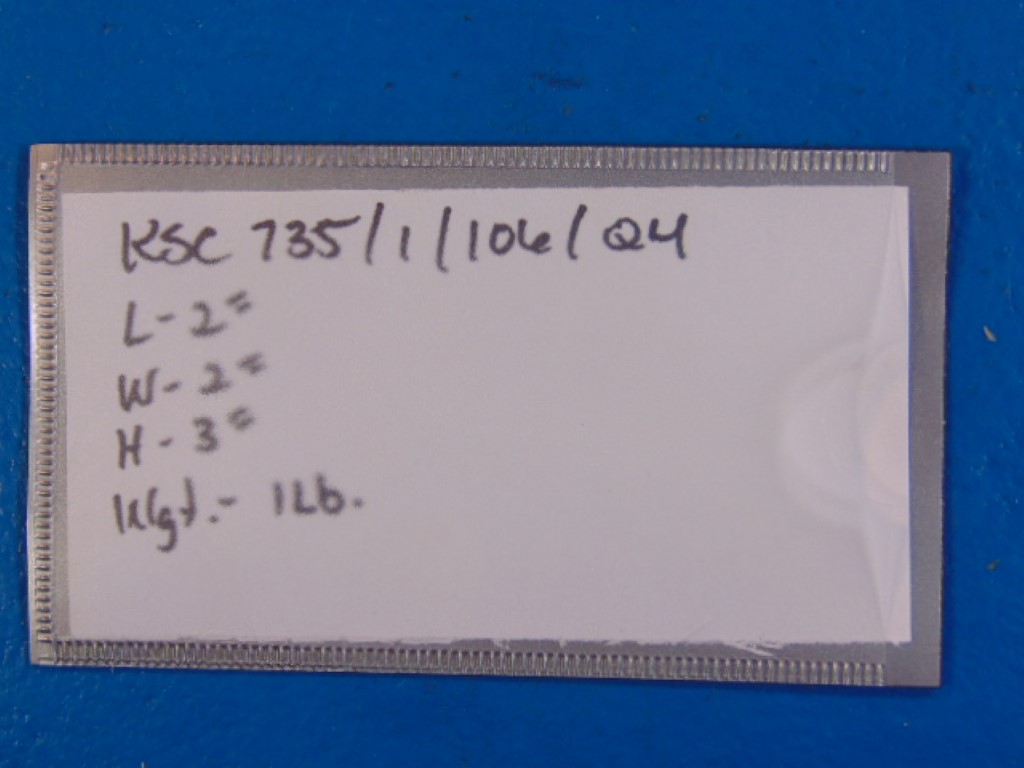 KSC 735/1/106/Q4
L - 2"
W - 2"
H - 3"
Wgt. - 1Lb.